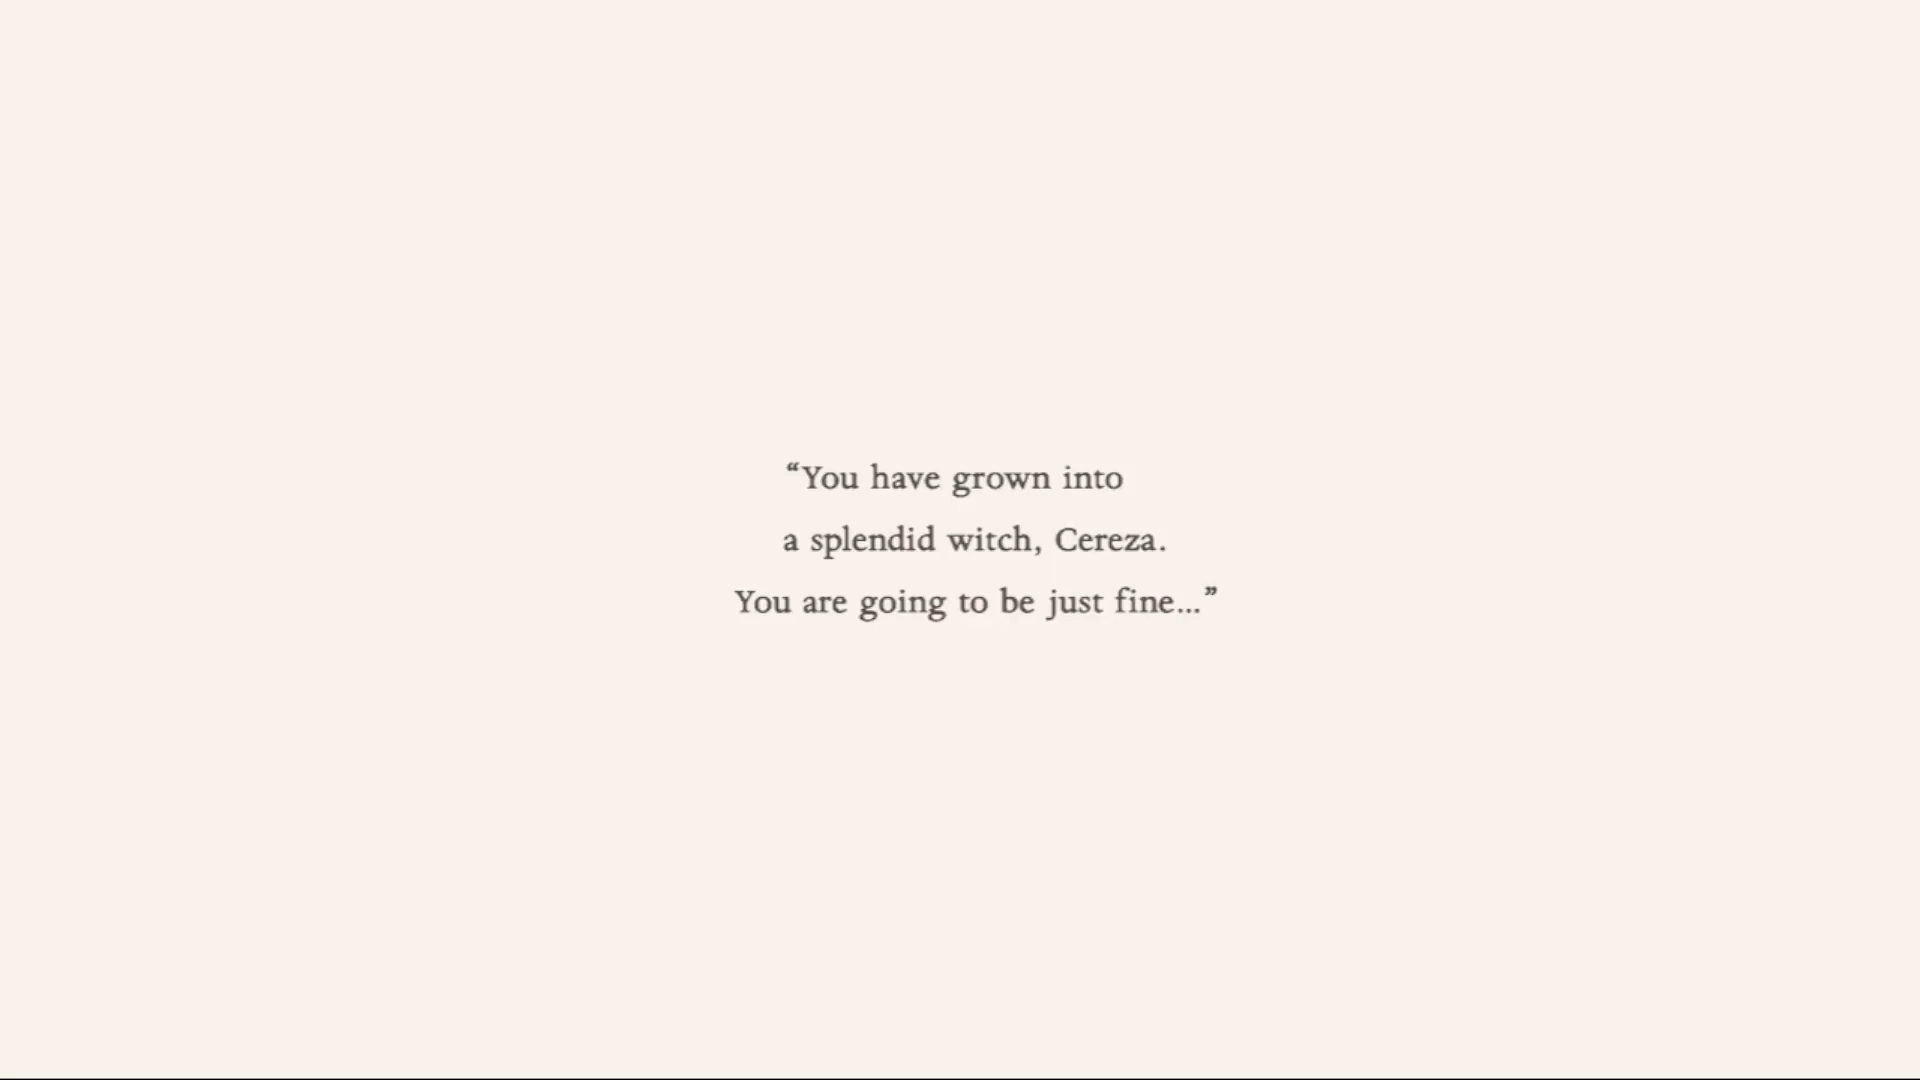 “You have grown into
a splendid witch, Cereza.
You are going to be just fine...”